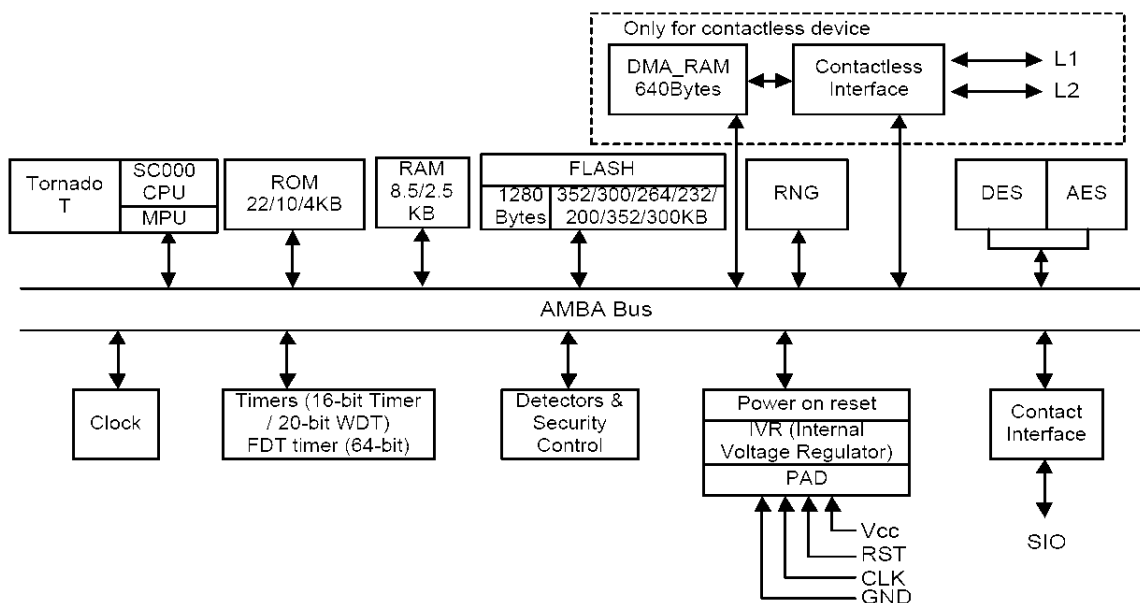 Only for contactless device
DMA_RAM
640Bytes
Contactless
Interface
L1
L2
Tornado
T
SC000
CPU
MPU
ROM
22/10/4KB
RAM
8.5/2.5
KB
FLASH
1280
Bytes
352/300/264/232/
200/352/300KB
RNG
DES
AES
AMBA Bus
Clock
Timers (16-bit Timer
/ 20-bit WDT)
FDT timer (64-bit)
Detectors &
Security
Control
Power on reset
IVR (Internal
Voltage Regulator)
PAD
Contact
Interface
Vcc
RST
CLK
GND
SIO